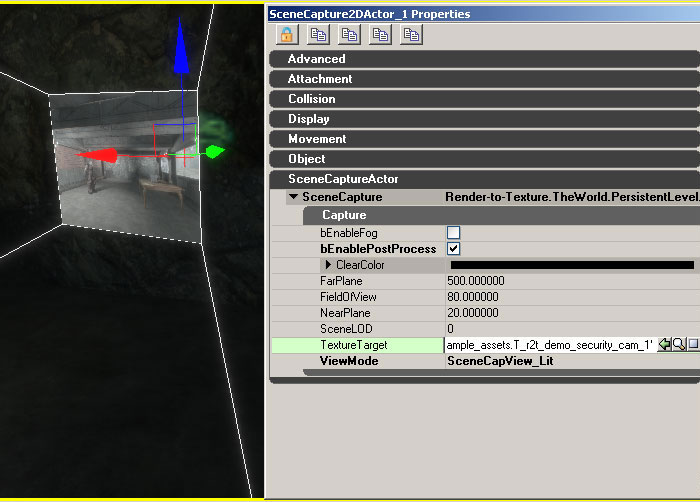 SceneCapture2DActor_1 Properties
Advanced
Attachment
Collision
Display
Movement
Object
SceneCaptureActor
SceneCapture Render-to-Texture.TheWorld.PersistentLevel.
Capture
bEnableFog
bEnablePostProcess
ClearColor
FarPlane 500.000000
FieldOfView 80.000000
NearPlane 20.000000
SceneLOD 0
TextureTarget ample_assets.T_r2t_demo_security_cam_1'
ViewMode SceneCapView_Lit